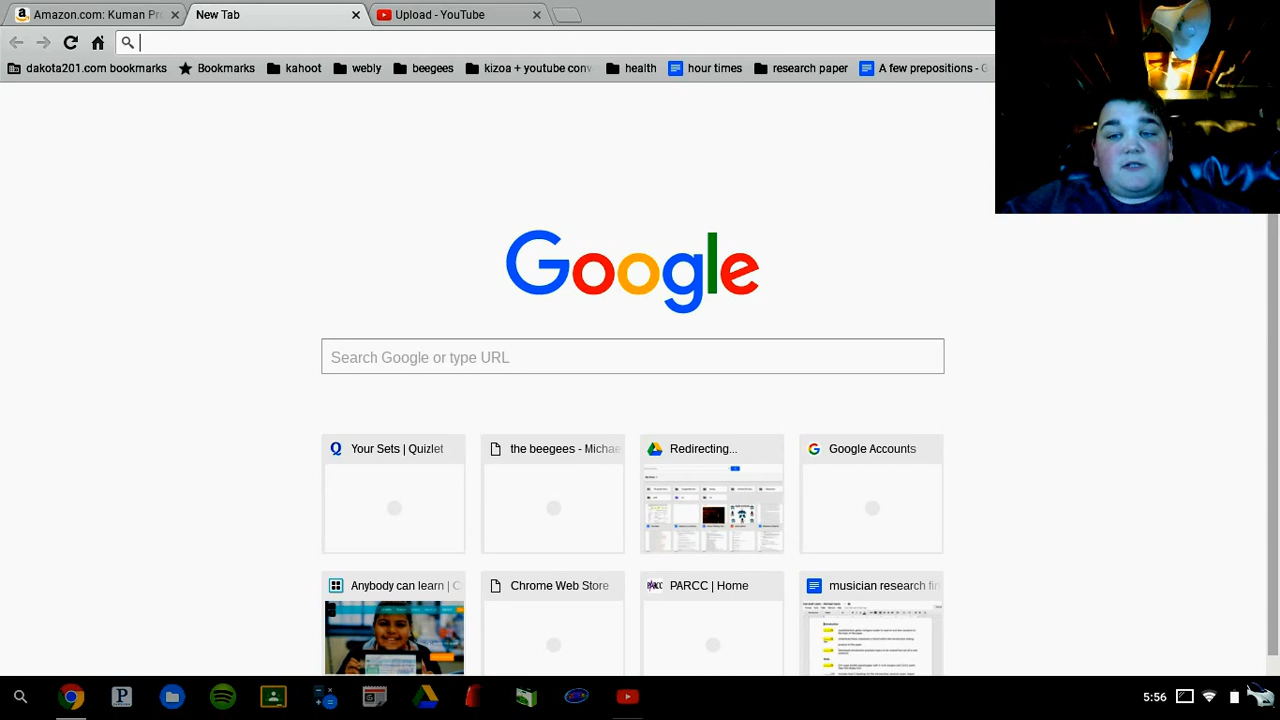 Amazon.com: Kuman Pro
New Tab
Upload - YouTube
dakota201.com bookmarks
Bookmarks
kahoot
webly
beegees
kizoa + youtube conv
health
hour times
research paper
A few prepositions - G
Google
Search Google or type URL
Your Sets | Quizlet
the beegees - Michae
Redirecting...
Google Accounts
Anybody can learn | C
Chrome Web Store
PARCC | Home
musician research fin
5:56